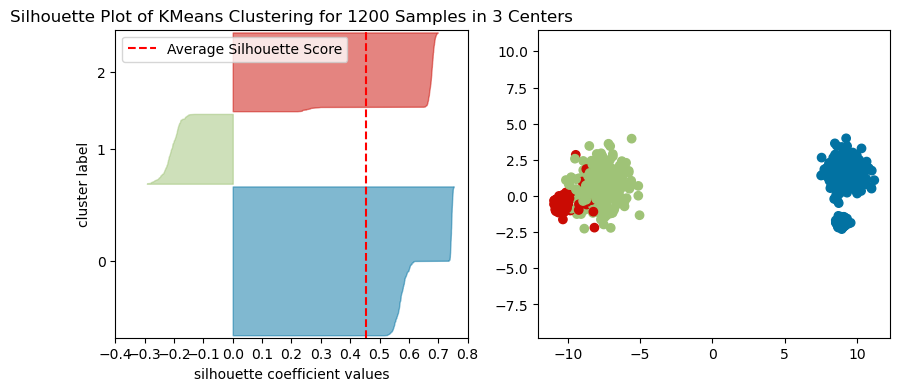 Silhouette Plot of KMeans Clustering for 1200 Samples in 3 Centers
Average Silhouette Score
2
1
0
cluster label
−0.4−0.3−0.2−0.1 0.0 0.1 0.2 0.3 0.4 0.5 0.6 0.7 0.8
silhouette coefficient values
10.0
7.5
5.0
2.5
0.0
−2.5
−5.0
−7.5
−10 −5 0 5 10